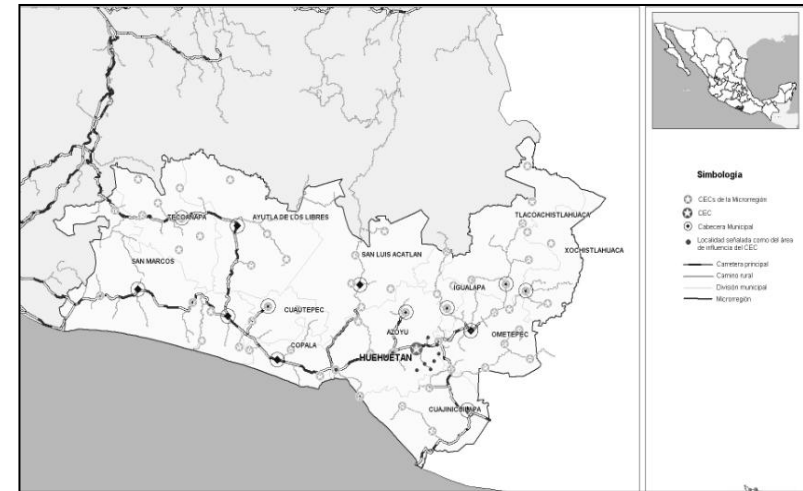 TECOANAPA
AYUTLA DE LOS LIBRES
TLACOACHISTLAHUACA
XOCHISTLAHUACA
SAN MARCOS
SAN LUIS ACATLAN
IGUALAPA
CUAUTEPEC
AZOYU
OMETEPEC
COPALA
HUEHUETAN
CUAJINICUILAPA
Simbología
CIECs de la Microrregión
CEC
Cabecera Municipal
Localidad señalada como del área
de influencia del CEC
Carretera principal
Camino rural
División municipal
Microrregión